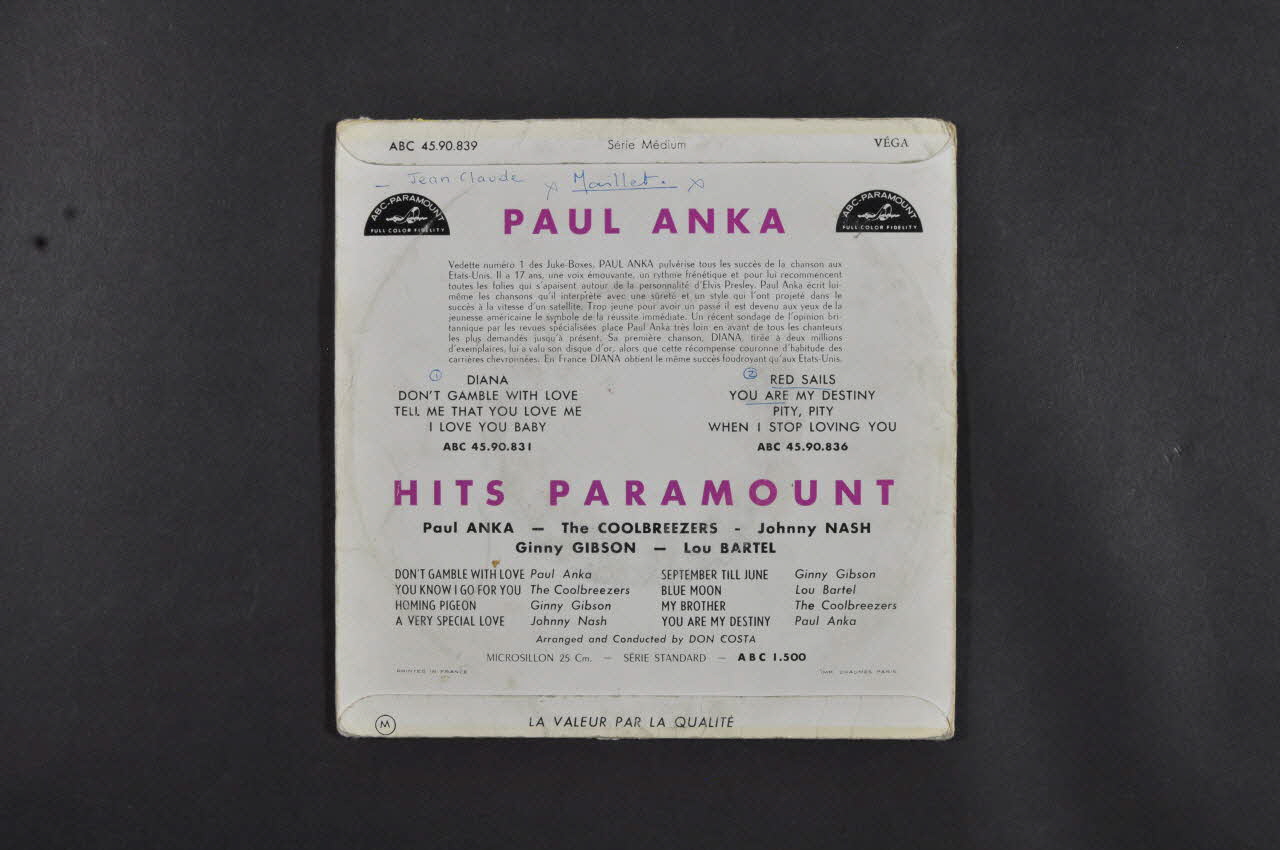 ABC 45.90.839 Série Médium VÉGA
- Jean Claude x Maillet. x
ABC-PARAMOUNT
FULL COLOR FIDELITY
ABC-PARAMOUNT
FULL COLOR FIDELITY
PAUL ANKA
Vedette numéro 1 des Juke-Boxes, PAUL ANKA pulvérise tous les succès de la chanson aux
Etats-Unis. Il a 17 ans, une voix émouvante, un rythme frénétique et pour lui recommencent
toutes les folies qui s'apaisent autour de la personnalité d'Elvis Presley. Paul Anka écrit lui-
même les chansons qu'il interprète avec une sûreté et un style qui l'ont projeté dans le
succès à la vitesse d'un satellite. Trop jeune pour avoir un passé il est devenu aux yeux de la
jeunesse américaine le symbole de la réussite immédiate. Un récent sondage de l'opinion bri-
tannique par les revues spécialisées place Paul Anka très loin en avant de tous les chanteurs
les plus demandés jusqu'à présent. Sa première chanson, DIANA, tirée à deux millions
d'exemplaires, lui a valu son disque d'or, alors que cette récompense couronne d'habitude des
carrières chevronnées. En France DIANA obtient le même succès foudroyant qu'aux Etats-Unis.
1 DIANA
DON'T GAMBLE WITH LOVE
TELL ME THAT YOU LOVE ME
I LOVE YOU BABY
ABC 45.90.831
2 RED SAILS
YOU ARE MY DESTINY
PITY, PITY
WHEN I STOP LOVING YOU
ABC 45.90.836
HITS PARAMOUNT
Paul ANKA — The COOLBREEZERS - Johnny NASH
Ginny GIBSON — Lou BARTEL
DON'T GAMBLE WITH LOVE Paul Anka
YOU KNOW I GO FOR YOU The Coolbreezers
HOMING PIGEON Ginny Gibson
A VERY SPECIAL LOVE Johnny Nash
SEPTEMBER TILL JUNE Ginny Gibson
BLUE MOON Lou Bartel
MY BROTHER The Coolbreezers
YOU ARE MY DESTINY Paul Anka
Arranged and Conducted by DON COSTA
MICROSILLON 25 Cm. — SÉRIE STANDARD — ABC 1.500
PRINTED IN FRANCE IMP. CHAUMES PARIS
M LA VALEUR PAR LA QUALITÉ